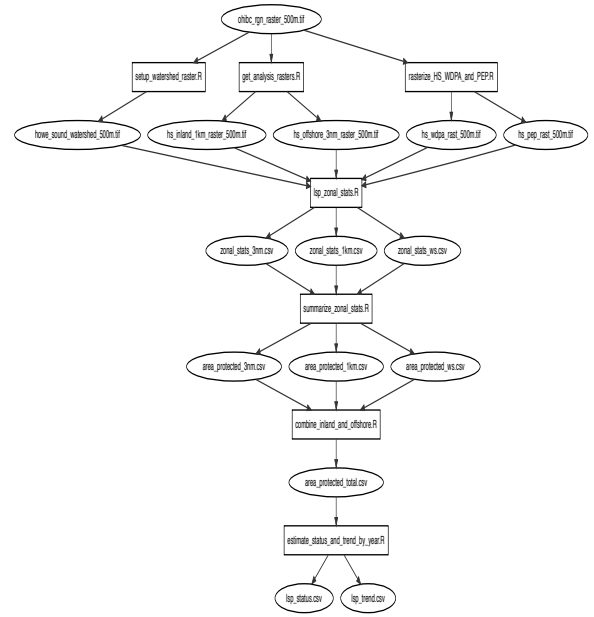 ohibc_rgn_raster_500m.tif
setup_watershed_raster.R
get_analysis_rasters.R
rasterize_HS_WDPA_and_PEP.R
howe_sound_watershed_500m.tif
hs_inland_1km_raster_500m.tif
hs_offshore_3nm_raster_500m.tif
hs_wdpa_rast_500m.tif
hs_pep_rast_500m.tif
lsp_zonal_stats.R
zonal_stats_3nm.csv
zonal_stats_1km.csv
zonal_stats_ws.csv
summarize_zonal_stats.R
area_protected_3nm.csv
area_protected_1km.csv
area_protected_ws.csv
combine_inland_and_offshore.R
area_protected_total.csv
estimate_status_and_trend_by_year.R
lsp_status.csv
lsp_trend.csv